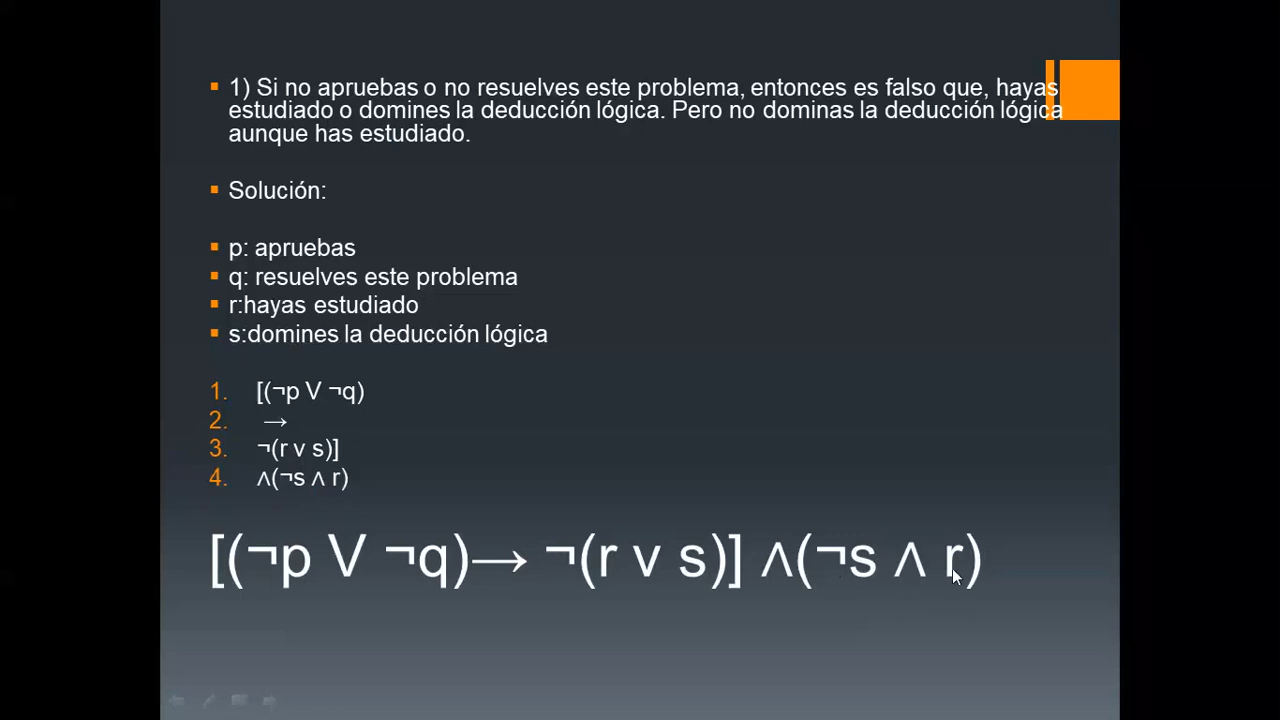 1) Si no apruebas o no resuelves este problema, entonces es falso que, hayas
estudiado o domines la deducción lógica. Pero no dominas la deducción lógica
aunque has estudiado.
Solución:
p: apruebas
q: resuelves este problema
r:hayas estudiado
s:domines la deducción lógica
1. [(¬p V ¬q)
2. →
3. ¬(r v s)]
4. ∧(¬s ∧ r)
[(¬p V ¬q)→ ¬(r v s)] ∧(¬s ∧ r)